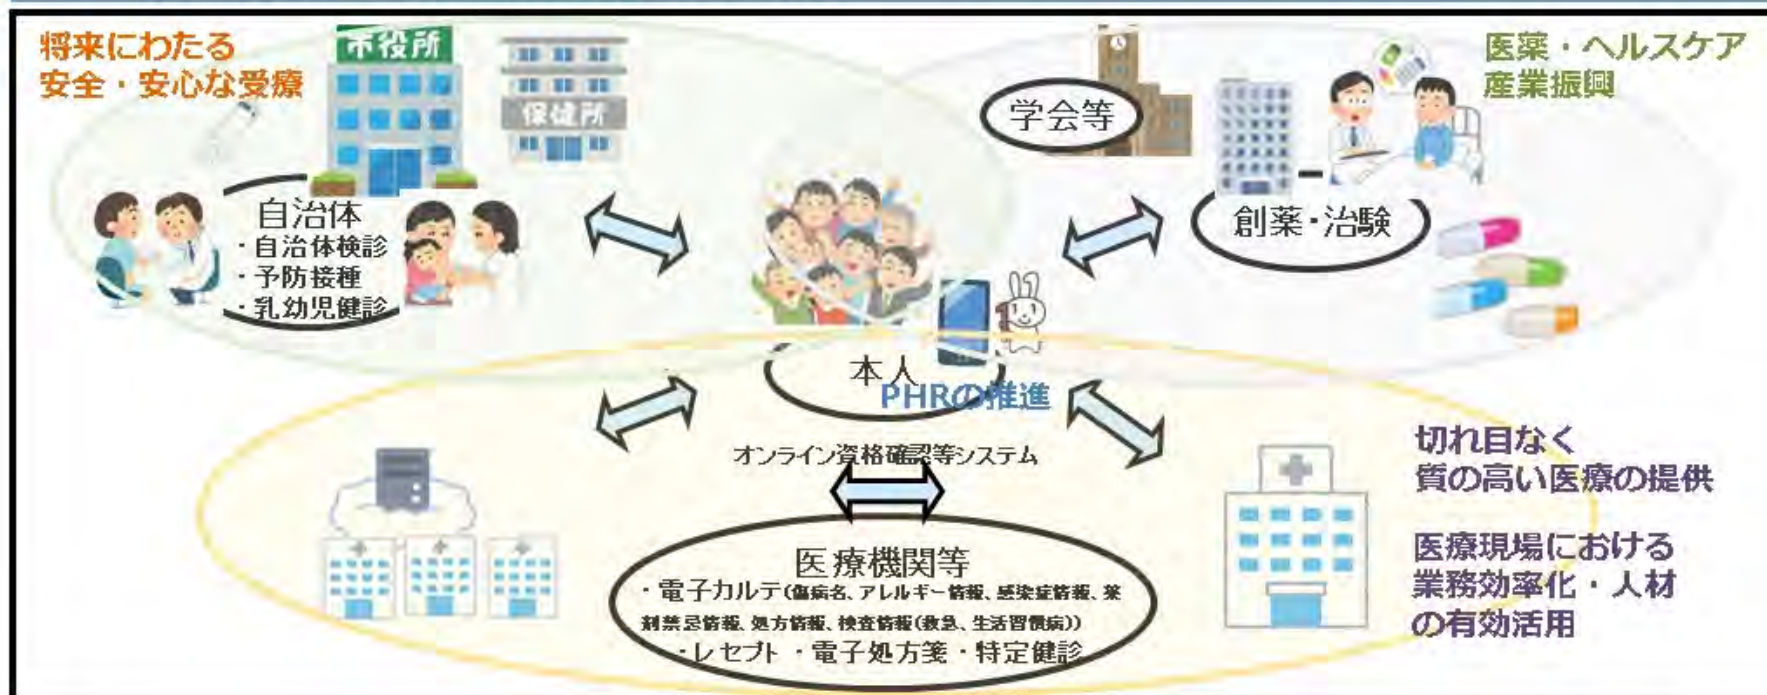 将来にわたる
安全・安心な受療
市役所
保健所
自治体
・自治体検診
・予防接種
・乳幼児健診
学会等
医薬・ヘルスケア
産業振興
創薬・治験
本人
PHRの推進
オンライン資格確認等システム
医療機関等
・電子カルテ(傷病名、アレルギー情報、感染症情報、薬
剤禁忌情報、処方情報、検査情報(救急、生活習慣病))
・レセプト ・電子処方箋・特定健診
切れ目なく
質の高い医療の提供
医療現場における
業務効率化・人材
の有効活用